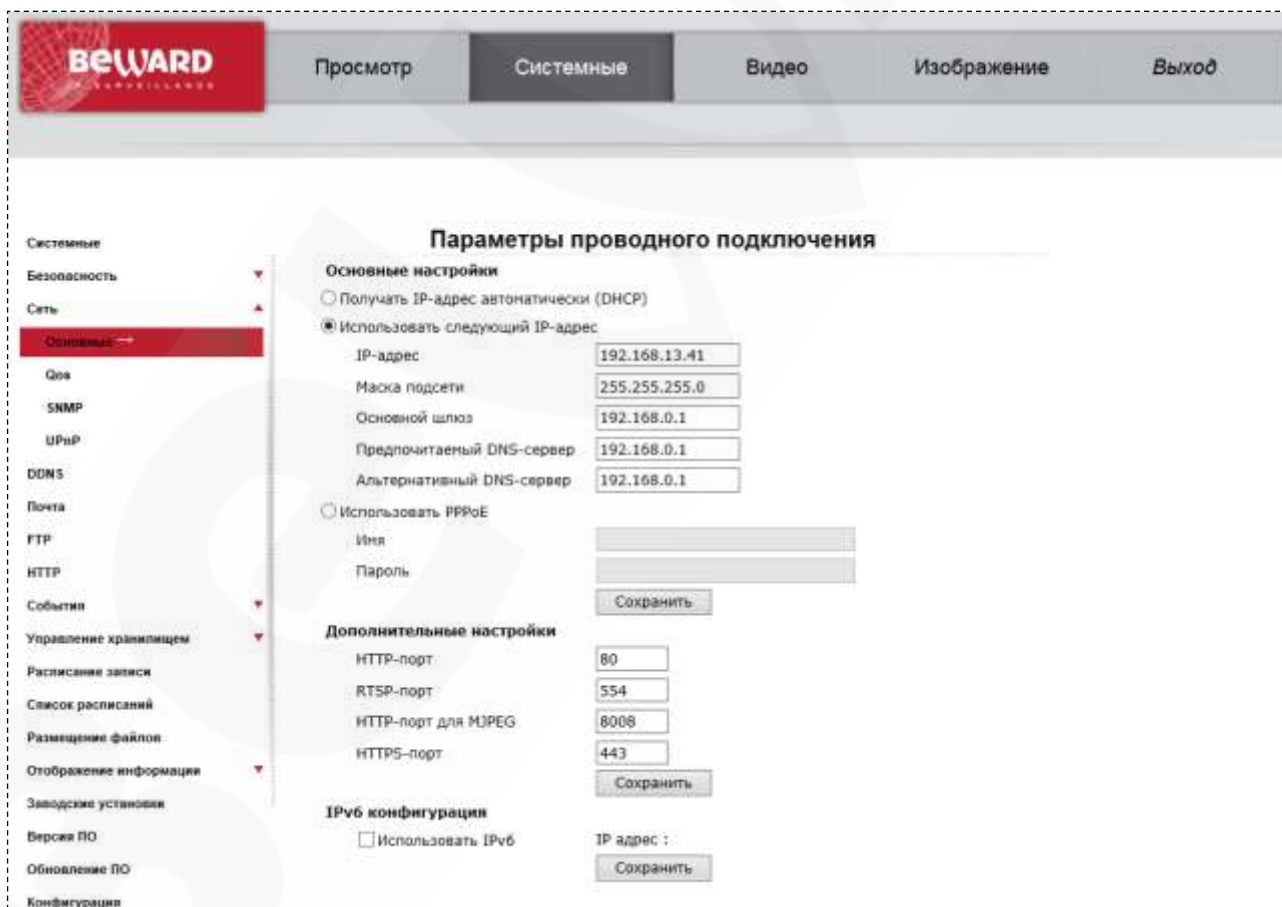 BEWARD
IP SURVEILLANCE
Просмотр
Системные
Видео
Изображение
Выход
Системные
Безопасность
Сеть
Основные →
Qos
SNMP
UPnP
DDNS
Почта
FTP
HTTP
События
Управление хранилищем
Расписание записи
Список расписаний
Размещение файлов
Отображение информации
Заводские установки
Версия ПО
Обновление ПО
Конфигурация
Параметры проводного подключения
Основные настройки
Получать IP-адрес автоматически (DHCP)
Использовать следующий IP-адрес
IP-адрес 192.168.13.41
Маска подсети 255.255.255.0
Основной шлюз 192.168.0.1
Предпочитаемый DNS-сервер 192.168.0.1
Альтернативный DNS-сервер 192.168.0.1
Использовать PPPoE
Имя
Пароль
Сохранить
Дополнительные настройки
HTTP-порт 80
RTSP-порт 554
HTTP-порт для MJPEG 8008
HTTPS-порт 443
Сохранить
IPv6 конфигурация
Использовать IPv6 IP адрес :
Сохранить